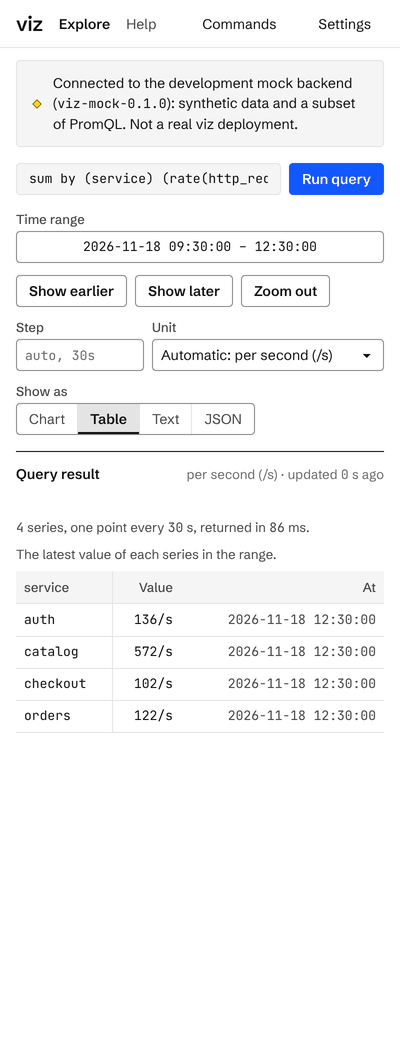 viz Explore Help Commands Settings
Connected to the development mock backend
(viz-mock-0.1.0): synthetic data and a subset
of PromQL. Not a real viz deployment.
sum by (service) (rate(http_rec Run query
Time range
2026-11-18 09:30:00 – 12:30:00
Show earlier Show later Zoom out
Step Unit
auto, 30s Automatic: per second (/s)
Show as
Chart Table Text JSON
Query result per second (/s) · updated 0 s ago
4 series, one point every 30 s, returned in 86 ms.
The latest value of each series in the range.
service Value At
auth 136/s 2026-11-18 12:30:00
catalog 572/s 2026-11-18 12:30:00
checkout 102/s 2026-11-18 12:30:00
orders 122/s 2026-11-18 12:30:00